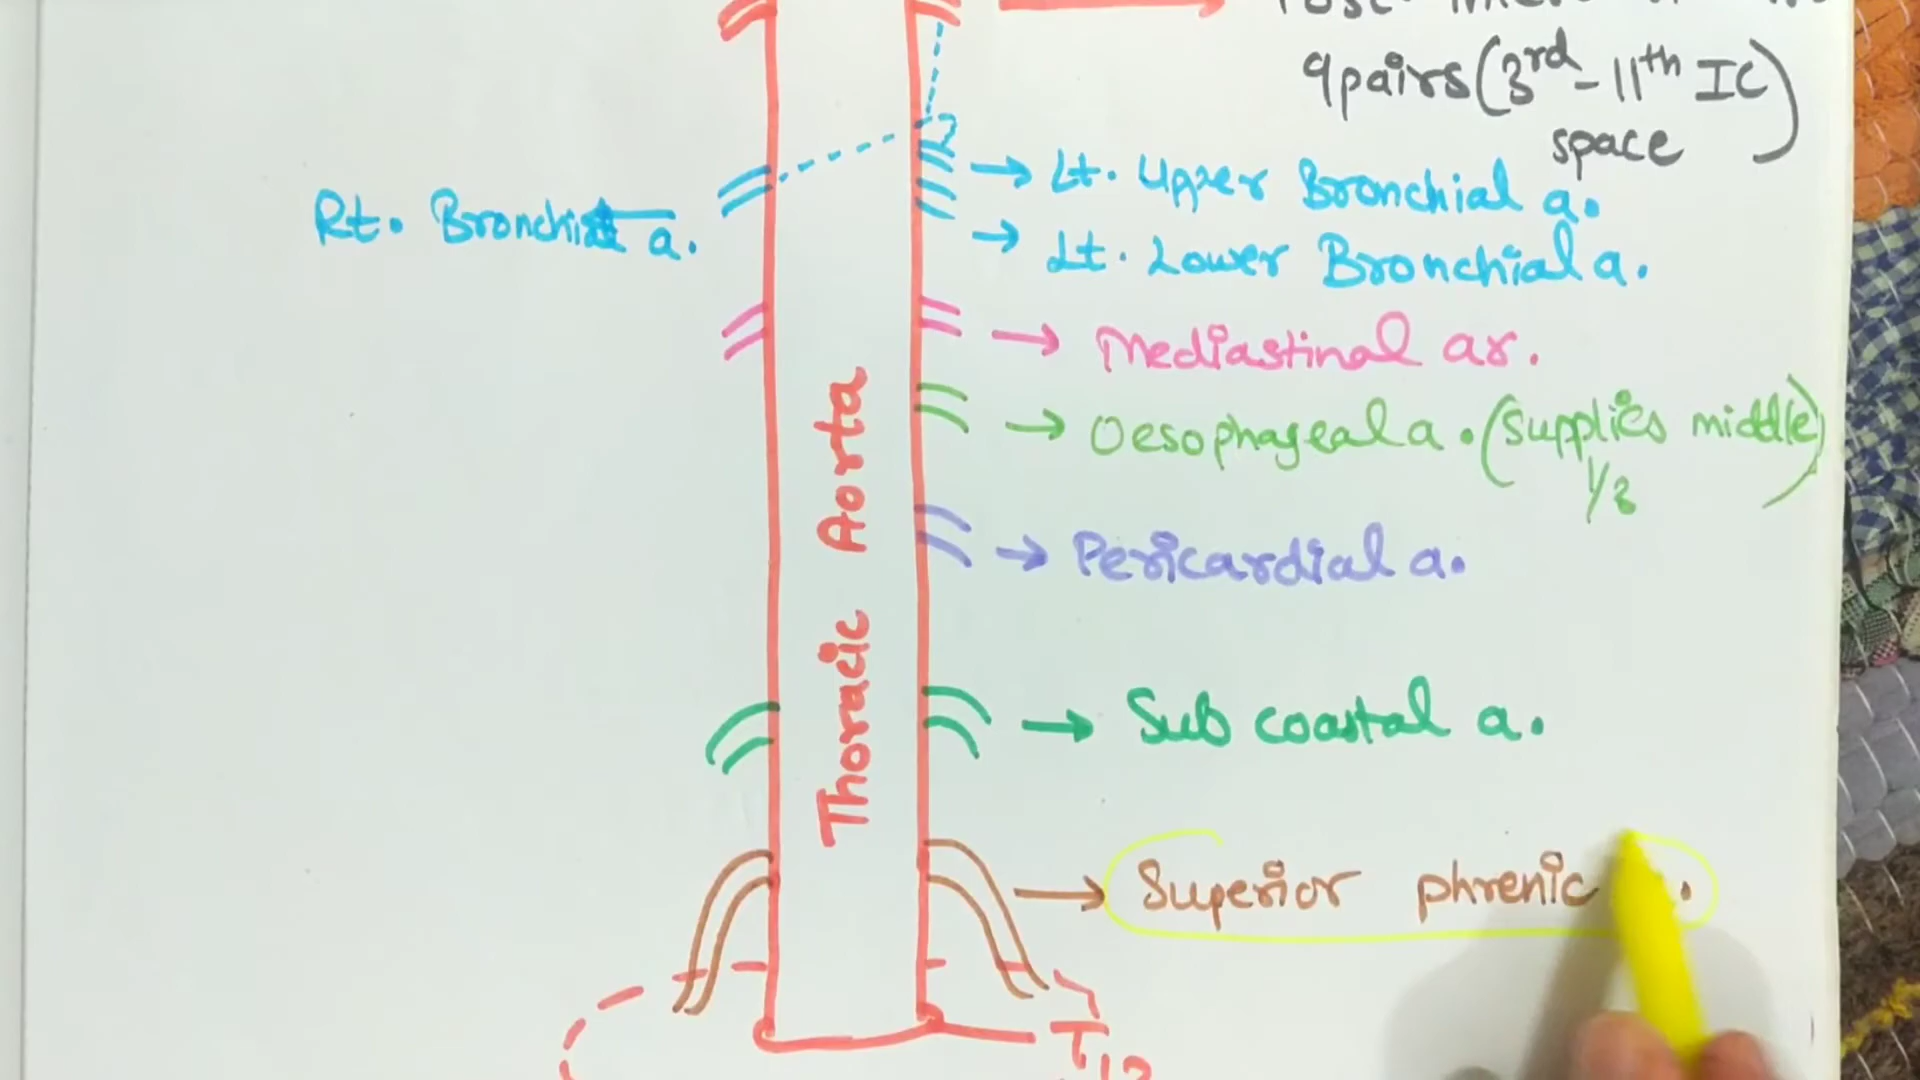 9pairs (3rd - 11th IC
space)
Lt. Upper Bronchial a.
Rt. Bronchial a.
Lt. Lower Bronchial a.
Mediastinal ar.
Oesophageal a. (supplies middle)
1/3
Thoracic Aorta
Pericardial a.
Sub coastal a.
Superior phrenic
T12